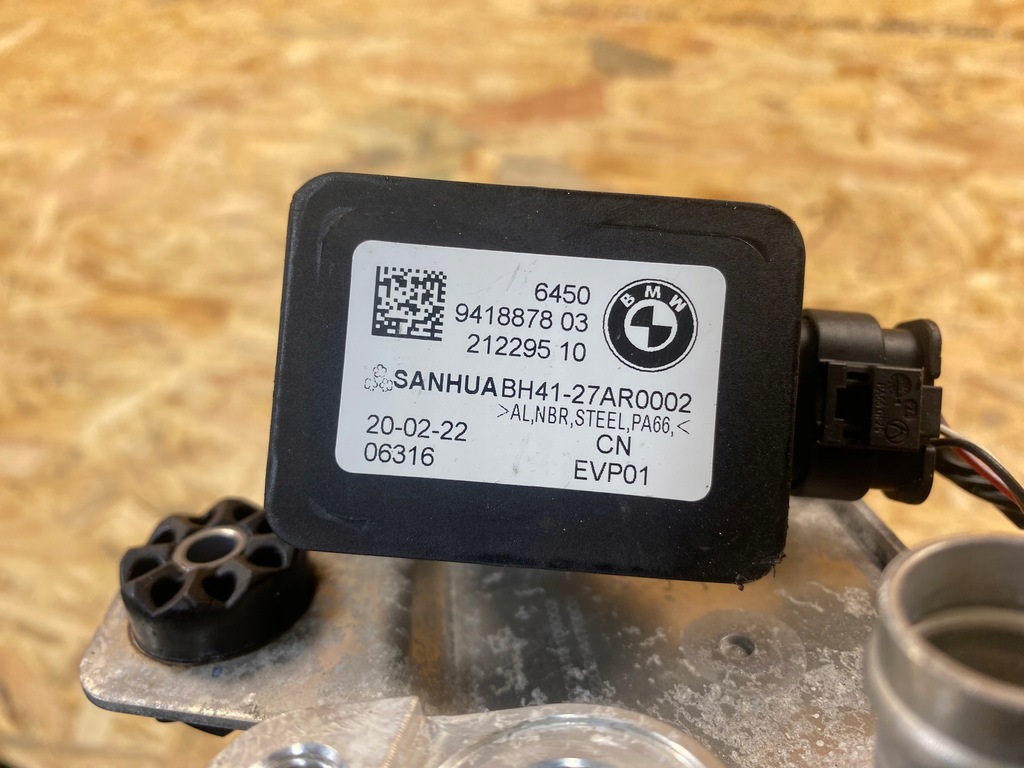 6450
9418878 03
212295 10
BMW
SANHUA BH41-27AR0002
>AL,NBR,STEEL,PA66,<
20-02-22
CN
06316
EVP01